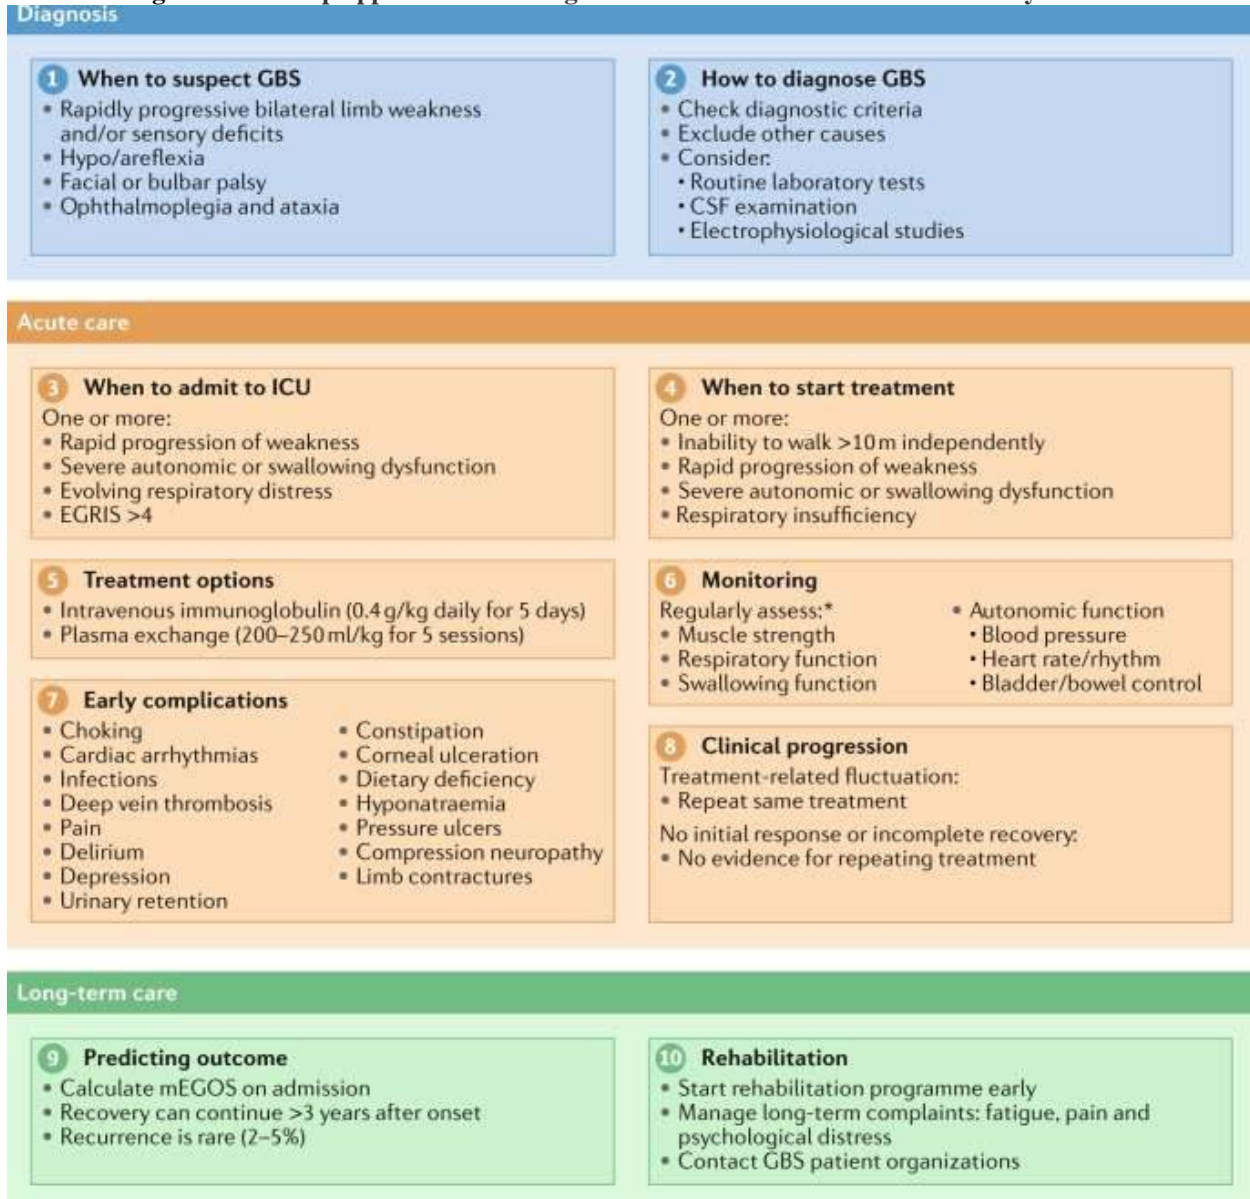 Diagnosis
1 When to suspect GBS
• Rapidly progressive bilateral limb weakness
and/or sensory deficits
• Hypo/areflexia
• Facial or bulbar palsy
• Ophthalmoplegia and ataxia
2 How to diagnose GBS
• Check diagnostic criteria
• Exclude other causes
• Consider:
• Routine laboratory tests
• CSF examination
• Electrophysiological studies
Acute care
3 When to admit to ICU
One or more:
• Rapid progression of weakness
• Severe autonomic or swallowing dysfunction
• Evolving respiratory distress
• EGRIS >4
4 When to start treatment
One or more:
• Inability to walk >10 m independently
• Rapid progression of weakness
• Severe autonomic or swallowing dysfunction
• Respiratory insufficiency
5 Treatment options
• Intravenous immunoglobulin (0.4 g/kg daily for 5 days)
• Plasma exchange (200–250 ml/kg for 5 sessions)
6 Monitoring
Regularly assess:*
• Muscle strength
• Respiratory function
• Swallowing function
• Autonomic function
• Blood pressure
• Heart rate/rhythm
• Bladder/bowel control
7 Early complications
• Choking
• Cardiac arrhythmias
• Infections
• Deep vein thrombosis
• Pain
• Delirium
• Depression
• Urinary retention
• Constipation
• Corneal ulceration
• Dietary deficiency
• Hyponatraemia
• Pressure ulcers
• Compression neuropathy
• Limb contractures
8 Clinical progression
Treatment-related fluctuation:
• Repeat same treatment
No initial response or incomplete recovery:
• No evidence for repeating treatment
Long-term care
9 Predicting outcome
• Calculate mEGOS on admission
• Recovery can continue >3 years after onset
• Recurrence is rare (2–5%)
10 Rehabilitation
• Start rehabilitation programme early
• Manage long-term complaints: fatigue, pain and
psychological distress
• Contact GBS patient organizations